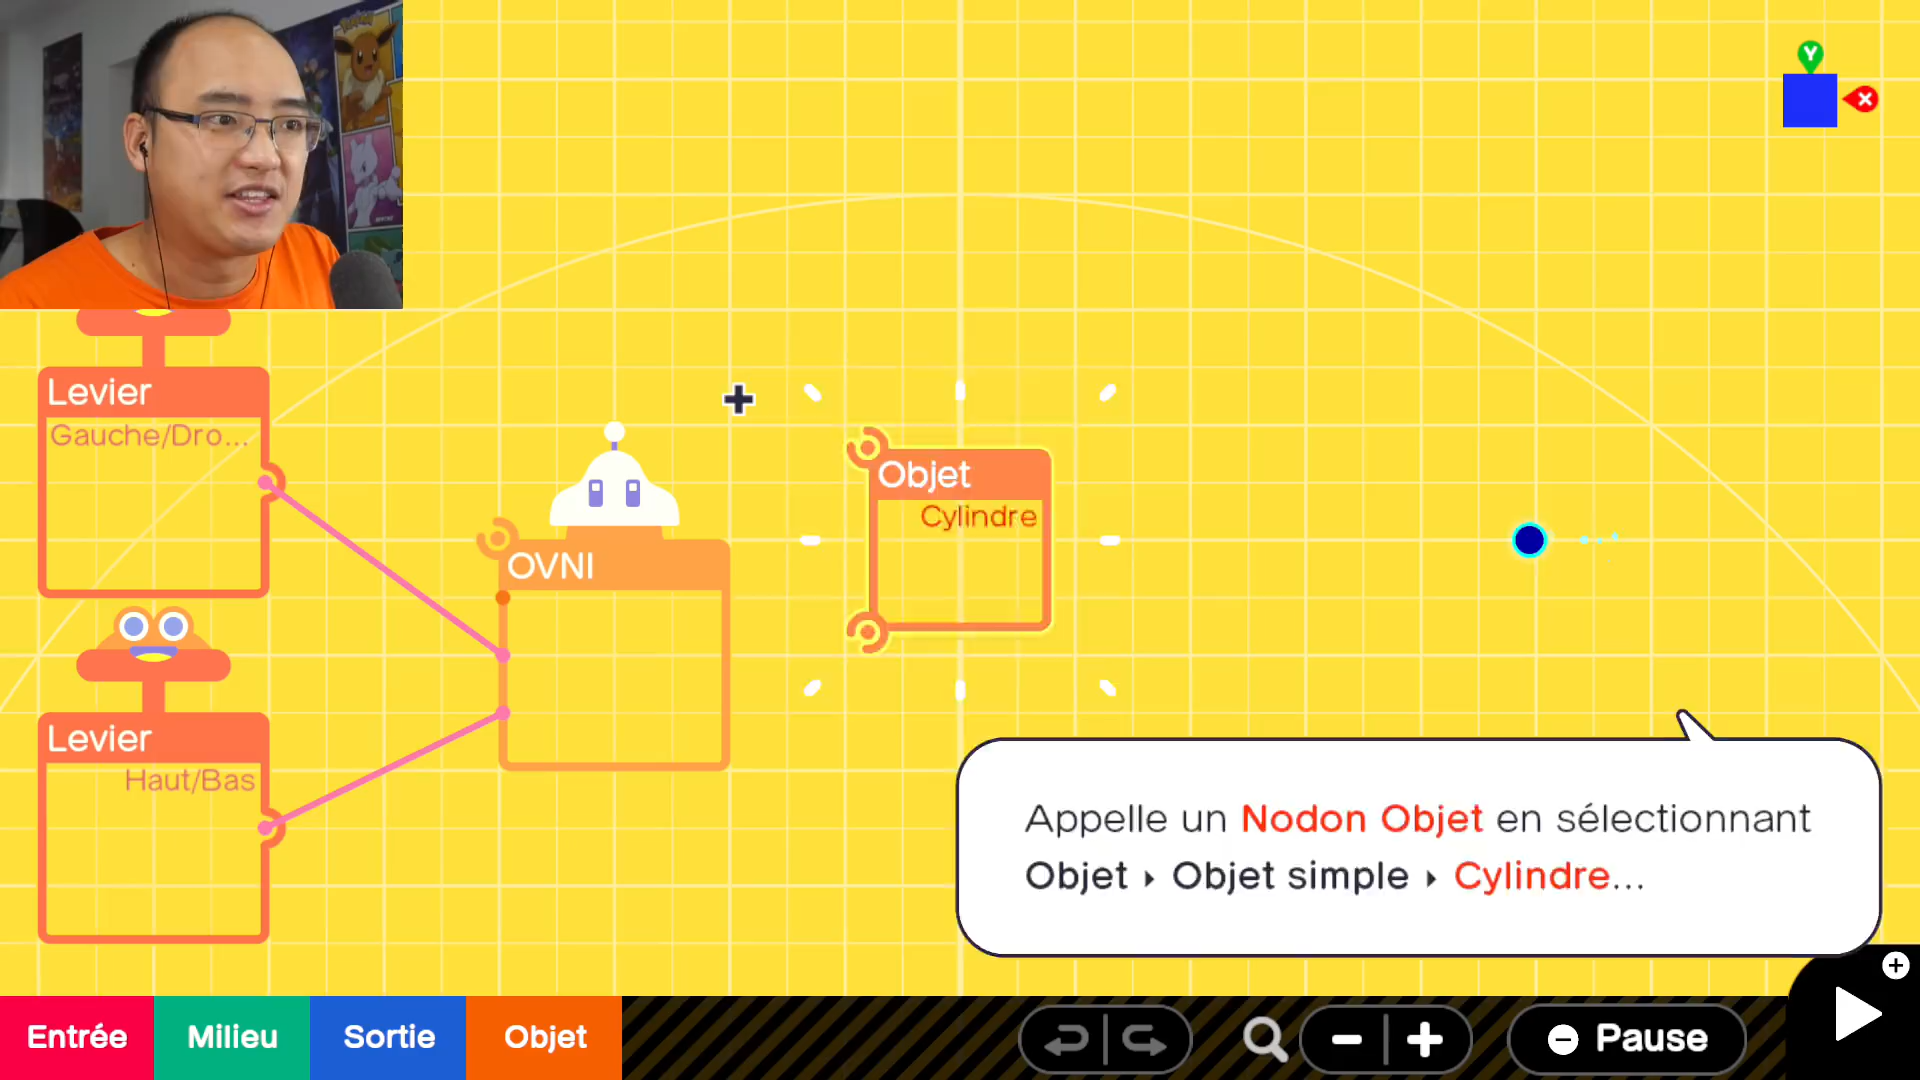 Y
X
Levier
Gauche/Dro...
Levier
Haut/Bas
OVNI
Objet
Cylindre
Appelle un Nodon Objet en sélectionnant
Objet ▸ Objet simple ▸ Cylindre...
Entrée
Milieu
Sortie
Objet
Pause